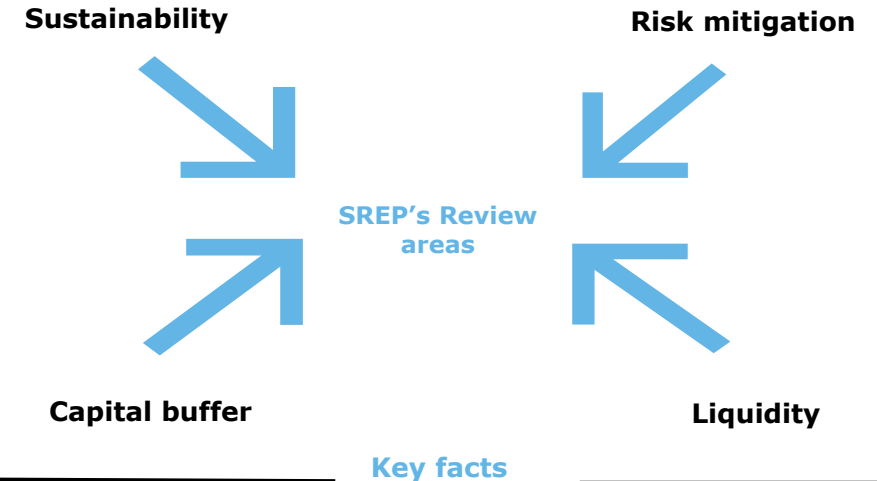 Sustainability
Risk mitigation
SREP’s Review
areas
Capital buffer
Liquidity
Key facts